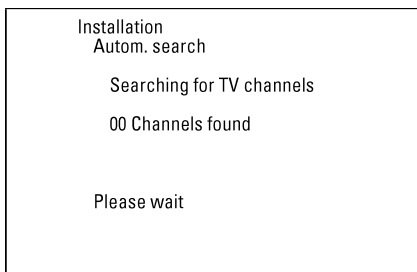 Installation
Autom. search
Searching for TV channels
00 Channels found
Please wait